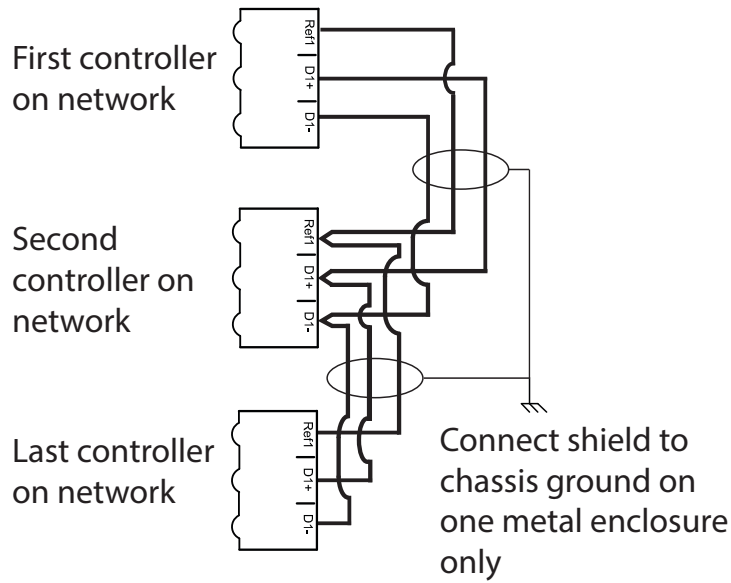 Ref1
D1+
D1-
First controller
on network
Ref1
D1+
D1-
Second
controller on
network
Ref1
D1+
D1-
Last controller
on network
Connect shield to
chassis ground on
one metal enclosure
only